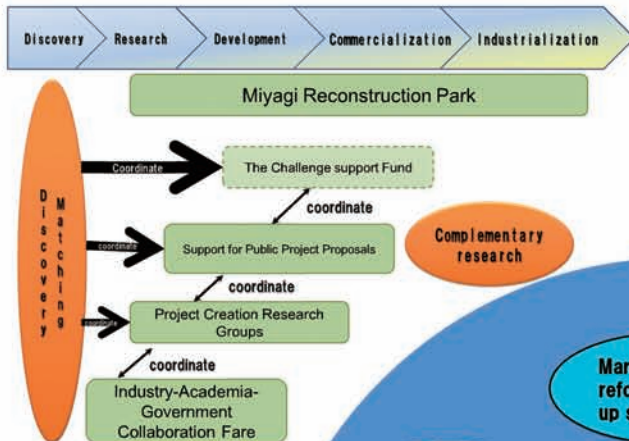 Discovery
Research
Development
Commercialization
Industrialization
Miyagi Reconstruction Park
Discovery
Matching
Coordinate
The Challenge support Fund
coordinate
coordinate
Support for Public Project Proposals
Complementary
research
coordinate
coordinate
Project Creation Research
Groups
coordinate
Industry-Academia-
Government
Collaboration Fare
up s